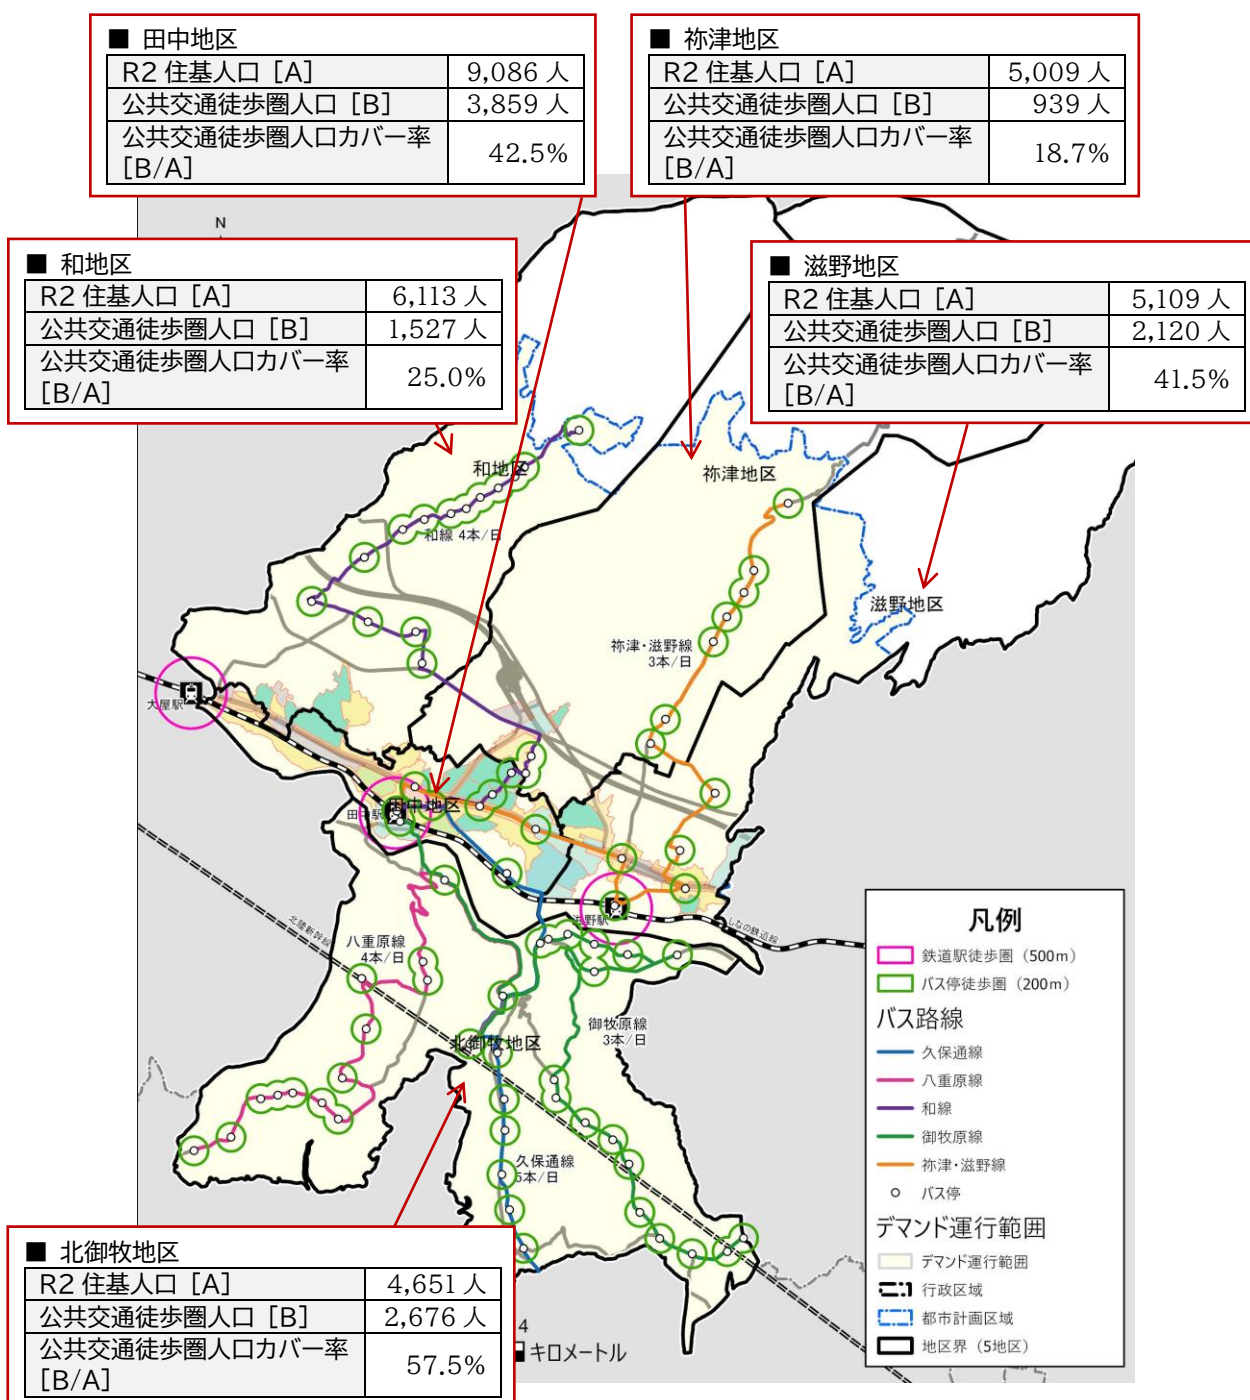 ■ 田中地区
R2 住基人口 [A] 9,086 人
公共交通徒歩圏人口 [B] 3,859 人
公共交通徒歩圏人口カバー率 [B/A] 42.5%
■ 祢津地区
R2 住基人口 [A] 5,009 人
公共交通徒歩圏人口 [B] 939 人
公共交通徒歩圏人口カバー率 [B/A] 18.7%
N
■ 和地区
R2 住基人口 [A] 6,113 人
公共交通徒歩圏人口 [B] 1,527 人
公共交通徒歩圏人口カバー率 [B/A] 25.0%
■ 滋野地区
R2 住基人口 [A] 5,109 人
公共交通徒歩圏人口 [B] 2,120 人
公共交通徒歩圏人口カバー率 [B/A] 41.5%
和地区
祢津地区
和線 4本/日
滋野地区
祢津・滋野線
3本/日
大屋駅
田中駅
田中地区
滋野駅
しなの鉄道線
北陸新幹線
八重原線
4本/日
御牧原線
3本/日
北御牧地区
久保通線
5本/日
凡例
鉄道駅徒歩圏（500m）
バス停徒歩圏（200m）
バス路線
久保通線
八重原線
和線
御牧原線
祢津・滋野線
バス停
デマンド運行範囲
デマンド運行範囲
行政区域
都市計画区域
地区界（5地区）
■ 北御牧地区
R2 住基人口 [A] 4,651 人
公共交通徒歩圏人口 [B] 2,676 人
公共交通徒歩圏人口カバー率 [B/A] 57.5%
4
キロメートル